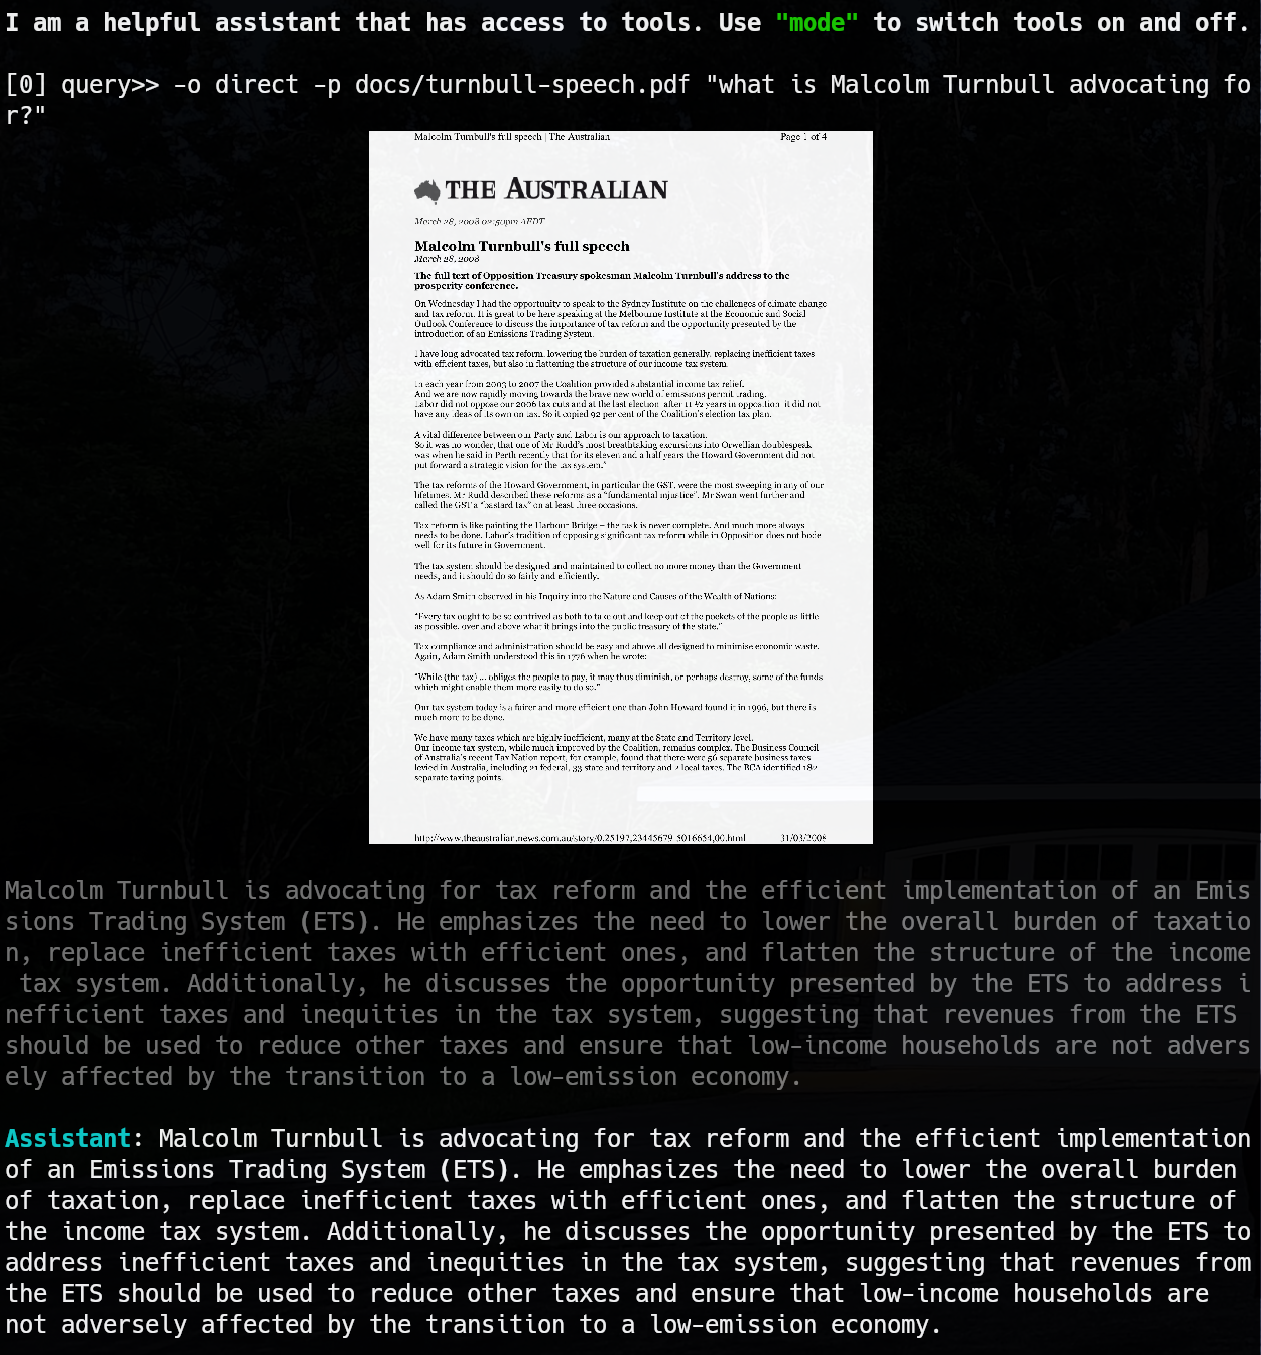 I am a helpful assistant that has access to tools. Use "mode" to switch tools on and off.
[0] query>> -o direct -p docs/turnbull-speech.pdf "what is Malcolm Turnbull advocating fo
r?"
Malcolm Turnbull's full speech | The Australian Page 1 of 4
THE AUSTRALIAN
March 28, 2008 02:50pm AEDT
Malcolm Turnbull's full speech
March 28, 2008
The full text of Opposition Treasury spokesman Malcolm Turnbull's address to the
prosperity conference.
On Wednesday I had the opportunity to speak to the Sydney Institute on the challenges of climate change
and tax reform. It is great to be here speaking at the Melbourne Institute at the Economic and Social
Outlook Conference to discuss the importance of tax reform and the opportunity presented by the
introduction of an Emissions Trading System.
I have long advocated tax reform, lowering the burden of taxation generally, replacing inefficient taxes
with efficient taxes, but also in flattening the structure of our income tax system.
In each year from 2003 to 2007 the Coalition provided substantial income tax relief.
And we are now rapidly moving towards the brave new world of emissions permit trading.
Labor did not oppose our 2006 tax cuts and at the last election, after 11 ½ years in opposition, it did not
have any ideas of its own on tax. So it copied 92 per cent of the Coalition's election tax plan.
A vital difference between our Party and Labor is our approach to taxation.
So it was no wonder, that one of Mr Rudd's most breathtaking excursions into Orwellian doublespeak
was when he said in Perth recently that for its eleven and a half years the Howard Government did not
put forward a strategic vision for the tax system."
The tax reforms of the Howard Government, in particular the GST, were the most sweeping in any of our
lifetimes. Mr Rudd described these reforms as a "fundamental injustice". Mr Swan went further and
called the GST a "bastard tax" on at least three occasions.
Tax reform is like painting the Harbour Bridge – the task is never complete. And much more always
needs to be done. Labor's tradition of opposing significant tax reform while in Opposition does not bode
well for its future in Government.
The tax system should be designed and maintained to collect no more money than the Government
needs, and it should do so fairly and efficiently.
As Adam Smith observed in his Inquiry into the Nature and Causes of the Wealth of Nations:
"Every tax ought to be so contrived as both to take out and keep out of the pockets of the people as little
as possible, over and above what it brings into the public treasury of the state."
Tax compliance and administration should be easy and above all designed to minimise economic waste.
Again, Adam Smith understood this in 1776 when he wrote:
"While (the tax) ... obliges the people to pay, it may thus diminish, or perhaps destroy, some of the funds
which might enable them more easily to do so."
Our tax system today is a fairer and more efficient one than John Howard found it in 1996, but there is
much more to be done.
We have many taxes which are highly inefficient, many at the State and Territory level.
Our income tax system, while much improved by the Coalition, remains complex. The Business Council
of Australia's recent Tax Nation report, for example, found that there were 56 separate business taxes
levied in Australia, including 21 federal, 33 state and territory and 2 local taxes. The BCA identified 182
separate taxing points.
http://www.theaustralian.news.com.au/story/0,25197,23445679-5016654,00.html 31/03/2008
Malcolm Turnbull is advocating for tax reform and the efficient implementation of an Emis
sions Trading System (ETS). He emphasizes the need to lower the overall burden of taxatio
n, replace inefficient taxes with efficient ones, and flatten the structure of the income
 tax system. Additionally, he discusses the opportunity presented by the ETS to address i
nefficient taxes and inequities in the tax system, suggesting that revenues from the ETS
should be used to reduce other taxes and ensure that low-income households are not advers
ely affected by the transition to a low-emission economy.
Assistant: Malcolm Turnbull is advocating for tax reform and the efficient implementation
of an Emissions Trading System (ETS). He emphasizes the need to lower the overall burden
of taxation, replace inefficient taxes with efficient ones, and flatten the structure of
the income tax system. Additionally, he discusses the opportunity presented by the ETS to
address inefficient taxes and inequities in the tax system, suggesting that revenues from
the ETS should be used to reduce other taxes and ensure that low-income households are
not adversely affected by the transition to a low-emission economy.